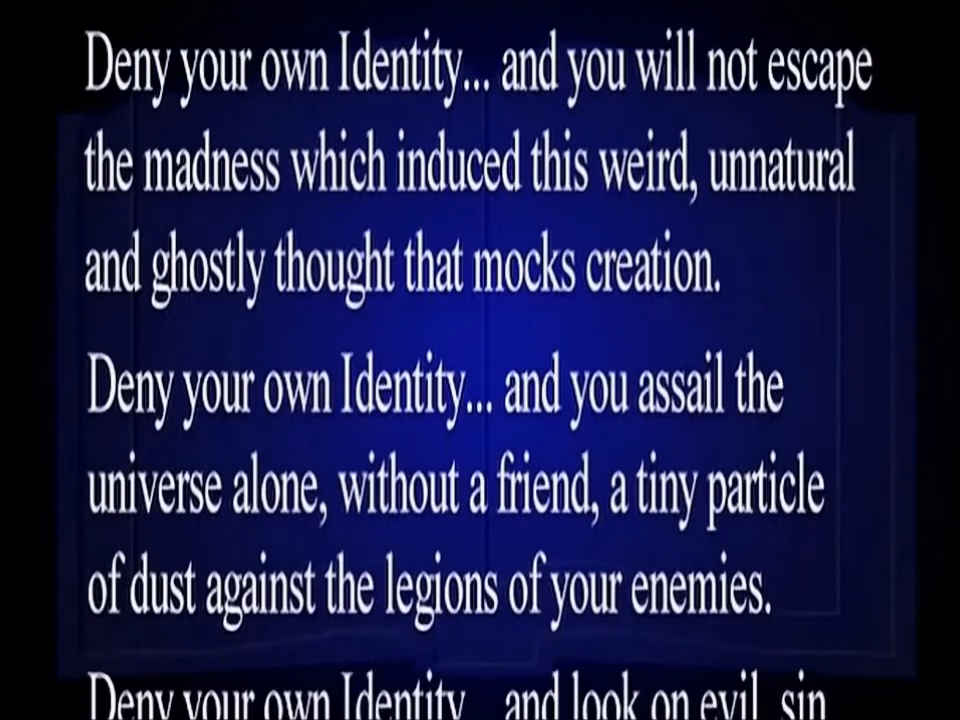 Deny your own Identity... and you will not escape
the madness which induced this weird, unnatural
and ghostly thought that mocks creation.
Deny your own Identity... and you assail the
universe alone, without a friend, a tiny particle
of dust against the legions of your enemies.
Deny your own Identity... and look on evil, sin